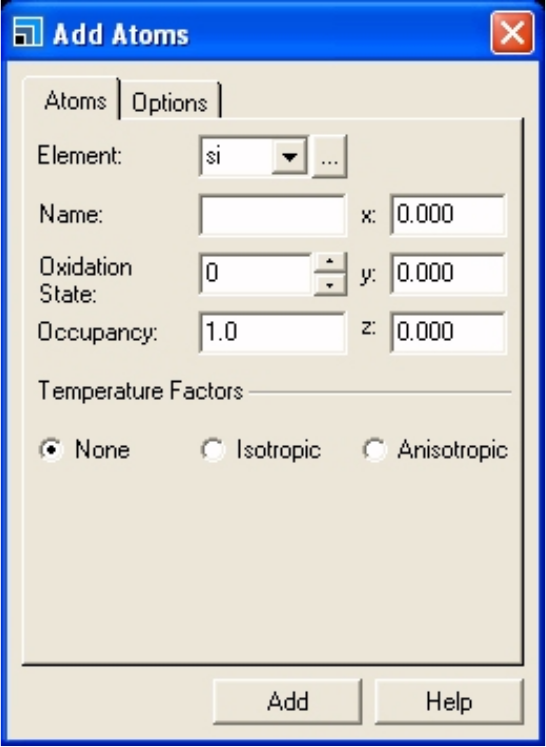 Add Atoms
Atoms Options
Element: si ...
Name: x: 0.000
Oxidation
State: 0 y: 0.000
Occupancy: 1.0 z: 0.000
Temperature Factors
None Isotropic Anisotropic
Add Help